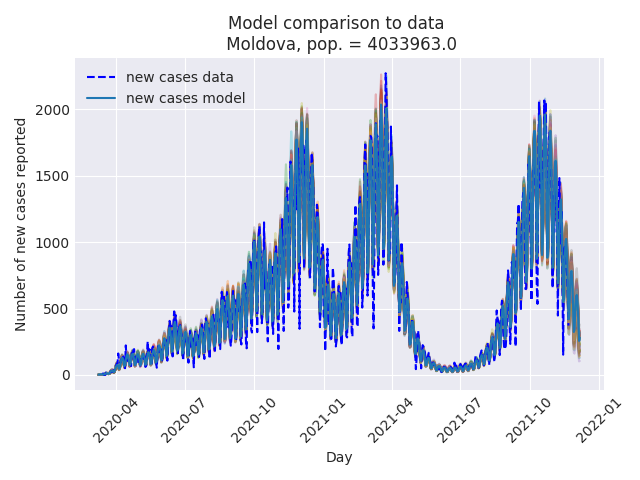 Model comparison to data
Moldova, pop. = 4033963.0
new cases data
new cases model
Number of new cases reported
2000
1500
1000
500
0
2020-04
2020-07
2020-10
2021-01
2021-04
2021-07
2021-10
2022-01
Day